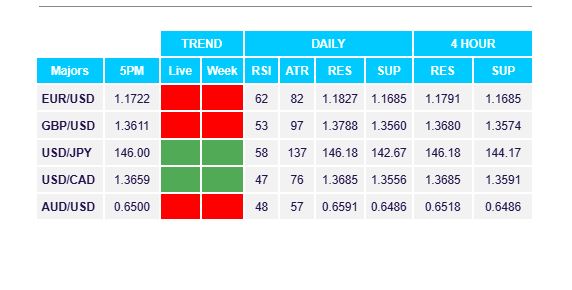 TREND DAILY 4 HOUR
Majors 5PM Live Week RSI ATR RES SUP RES SUP
EUR/USD 1.1722 62 82 1.1827 1.1685 1.1791 1.1685
GBP/USD 1.3611 53 97 1.3788 1.3560 1.3680 1.3574
USD/JPY 146.00 58 137 146.18 142.67 146.18 144.17
USD/CAD 1.3659 47 76 1.3685 1.3556 1.3685 1.3591
AUD/USD 0.6500 48 57 0.6591 0.6486 0.6518 0.6486